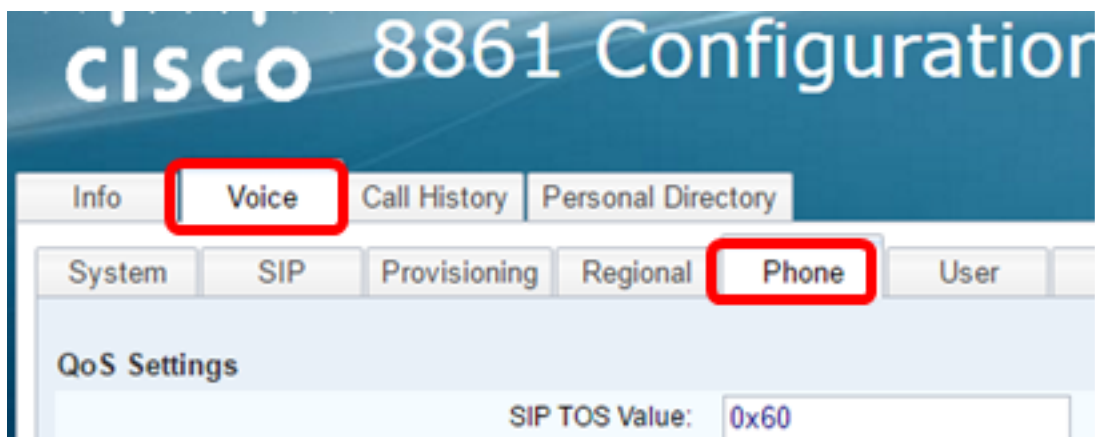 CISCO 8861 Configuration
Info Voice Call History Personal Directory
System SIP Provisioning Regional Phone User
QoS Settings
SIP TOS Value: 0x60